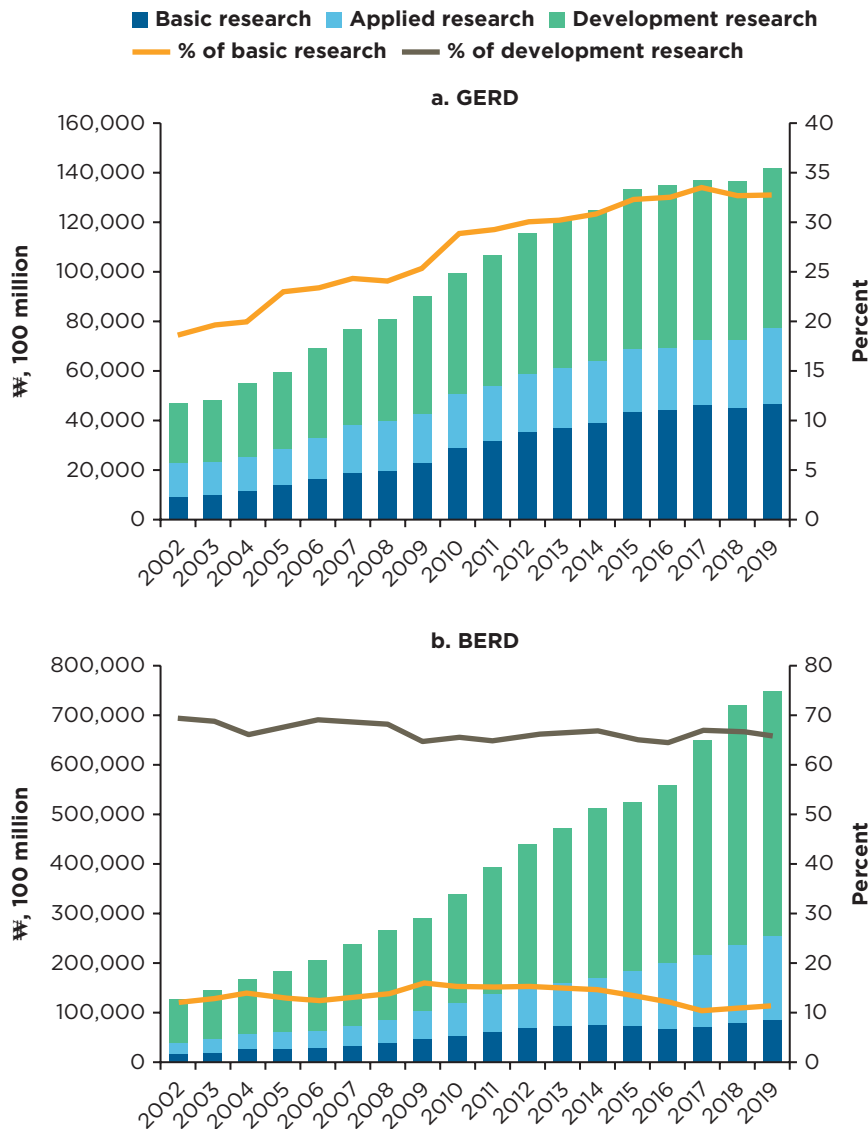 Basic research Applied research Development research
% of basic research % of development research
a. GERD
160,000 40
140,000 35
120,000 30
100,000 25
80,000 20
60,000 15
40,000 10
20,000 5
0 0
₩, 100 million
Percent
2002 2003 2004 2005 2006 2007 2008 2009 2010 2011 2012 2013 2014 2015 2016 2017 2018 2019
b. BERD
800,000 80
700,000 70
600,000 60
500,000 50
400,000 40
300,000 30
200,000 20
100,000 10
0 0
₩, 100 million
Percent
2002 2003 2004 2005 2006 2007 2008 2009 2010 2011 2012 2013 2014 2015 2016 2017 2018 2019